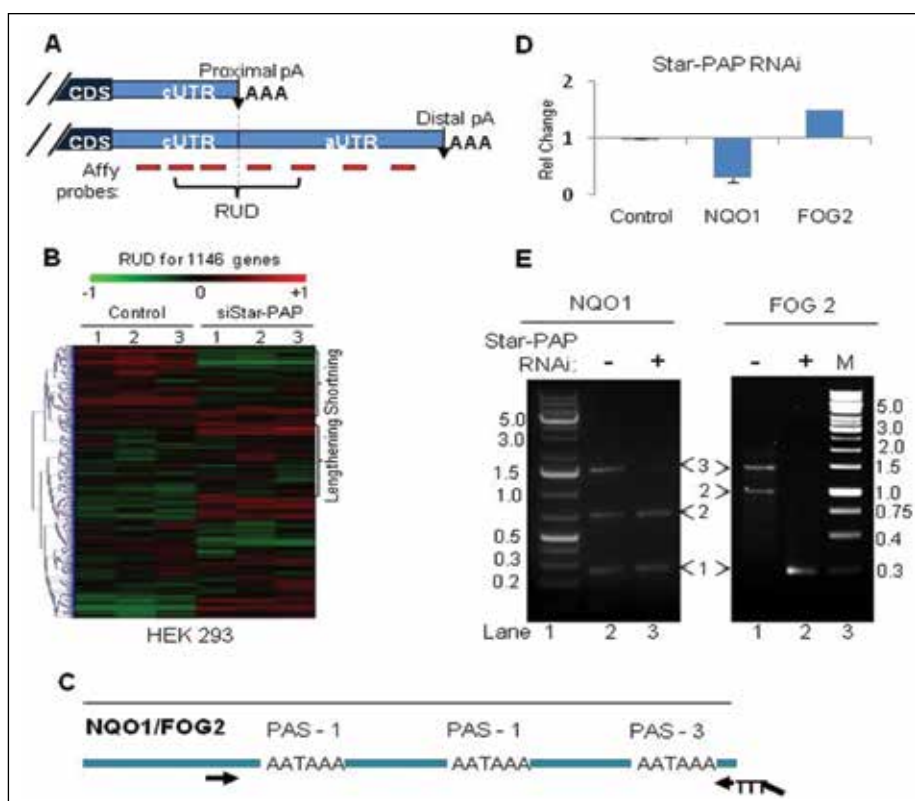 A
Proximal pA
CDS cUTR AAA
Distal pA
CDS cUTR aUTR AAA
Affy
probes:
RUD
B
RUD for 1146 genes
-1 0 +1
Control siStar-PAP
1 2 3 1 2 3
Lengthening Shortning
HEK 293
C
NQO1/FOG2 PAS - 1 PAS - 1 PAS - 3
AATAAA AATAAA AATAAA
TTT
D
Star-PAP RNAi
Rel Change
2
1
0
Control NQO1 FOG2
E
NQO1 FOG 2
Star-PAP
RNAi: - + - + M
5.0 5.0
3.0 3.0
2.0
1.5 <3> 1.5
1.0 2> 1.0
<2 0.75
0.5 0.4
0.3 <1> 0.3
0.2
Lane 1 2 3 1 2 3